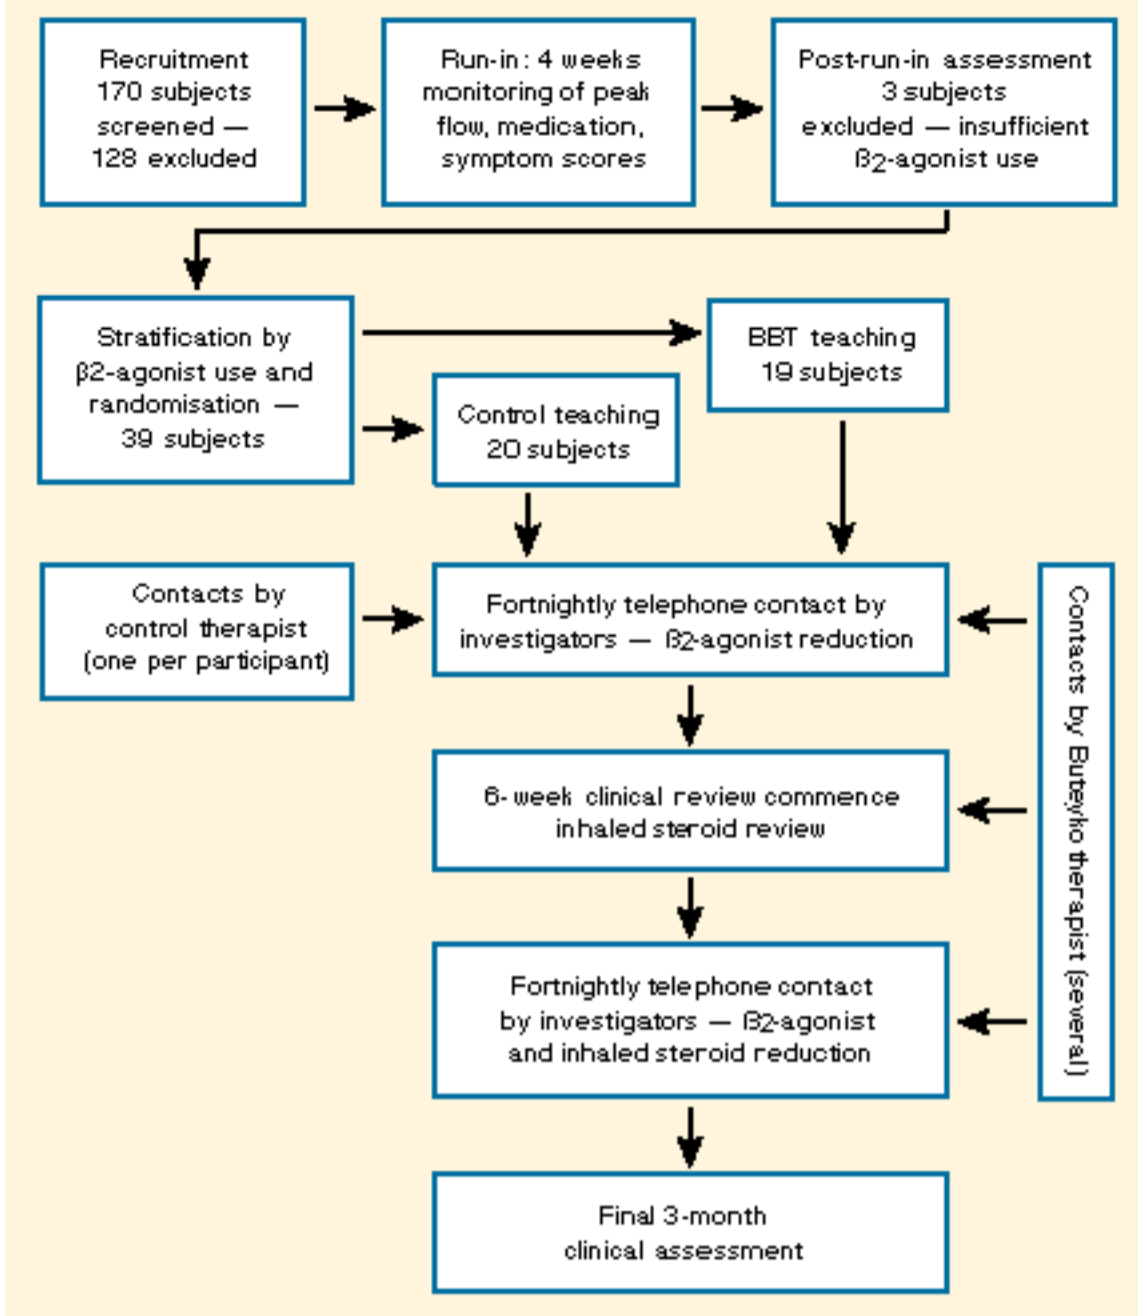 Recruitment
170 subjects
screened —
128 excluded
Run-in: 4 weeks
monitoring of peak
flow, medication,
symptom scores
Post-run-in assessment
3 subjects
excluded — insufficient
ß2-agonist use
Stratification by
β2-agonist use and
randomisation —
39 subjects
BBT teaching
19 subjects
Control teaching
20 subjects
Contacts by
control therapist
(one per participant)
Fortnightly telephone contact by
investigators — ß2-agonist reduction
Contacts by Buteyko therapist (several)
6-week clinical review commence
inhaled steroid review
Fortnightly telephone contact
by investigators — ß2-agonist
and inhaled steroid reduction
Final 3-month
clinical assessment